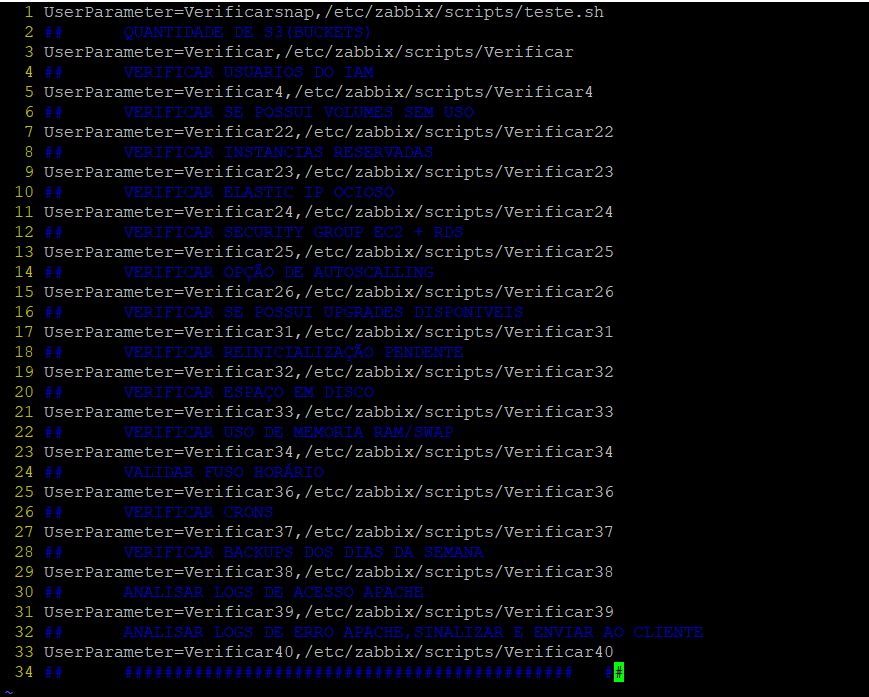 1 UserParameter=Verificarsnap,/etc/zabbix/scripts/teste.sh
2 ##      QUANTIDADE DE S3(BUCKETS)
3 UserParameter=Verificar,/etc/zabbix/scripts/Verificar
4 ##      VERIFICAR USUARIOS DO IAM
5 UserParameter=Verificar4,/etc/zabbix/scripts/Verificar4
6 ##      VERIFICAR SE POSSUI VOLUMES SEM USO
7 UserParameter=Verificar22,/etc/zabbix/scripts/Verificar22
8 ##      VERIFICAR INSTANCIAS RESERVADAS
9 UserParameter=Verificar23,/etc/zabbix/scripts/Verificar23
10 ##      VERIFICAR ELASTIC IP OCIOSO
11 UserParameter=Verificar24,/etc/zabbix/scripts/Verificar24
12 ##      VERIFICAR SECURITY GROUP EC2 + RDS
13 UserParameter=Verificar25,/etc/zabbix/scripts/Verificar25
14 ##      VERIFICAR OPÇÃO DE AUTOSCALLING
15 UserParameter=Verificar26,/etc/zabbix/scripts/Verificar26
16 ##      VERIFICAR SE POSSUI UPGRADES DISPONIVEIS
17 UserParameter=Verificar31,/etc/zabbix/scripts/Verificar31
18 ##      VERIFICAR REINICIALIZAÇÃO PENDENTE
19 UserParameter=Verificar32,/etc/zabbix/scripts/Verificar32
20 ##      VERIFICAR ESPAÇO EM DISCO
21 UserParameter=Verificar33,/etc/zabbix/scripts/Verificar33
22 ##      VERIFICAR USO DE MEMORIA RAM/SWAP
23 UserParameter=Verificar34,/etc/zabbix/scripts/Verificar34
24 ##      VALIDAR FUSO HORÁRIO
25 UserParameter=Verificar36,/etc/zabbix/scripts/Verificar36
26 ##      VERIFICAR CRONS
27 UserParameter=Verificar37,/etc/zabbix/scripts/Verificar37
28 ##      VERIFICAR BACKUPS DOS DIAS DA SEMANA
29 UserParameter=Verificar38,/etc/zabbix/scripts/Verificar38
30 ##      ANALISAR LOGS DE ACESSO APACHE
31 UserParameter=Verificar39,/etc/zabbix/scripts/Verificar39
32 ##      ANALISAR LOGS DE ERRO APACHE,SINALIZAR E ENVIAR AO CLIENTE
33 UserParameter=Verificar40,/etc/zabbix/scripts/Verificar40
34 ##      #############################################   ##
~